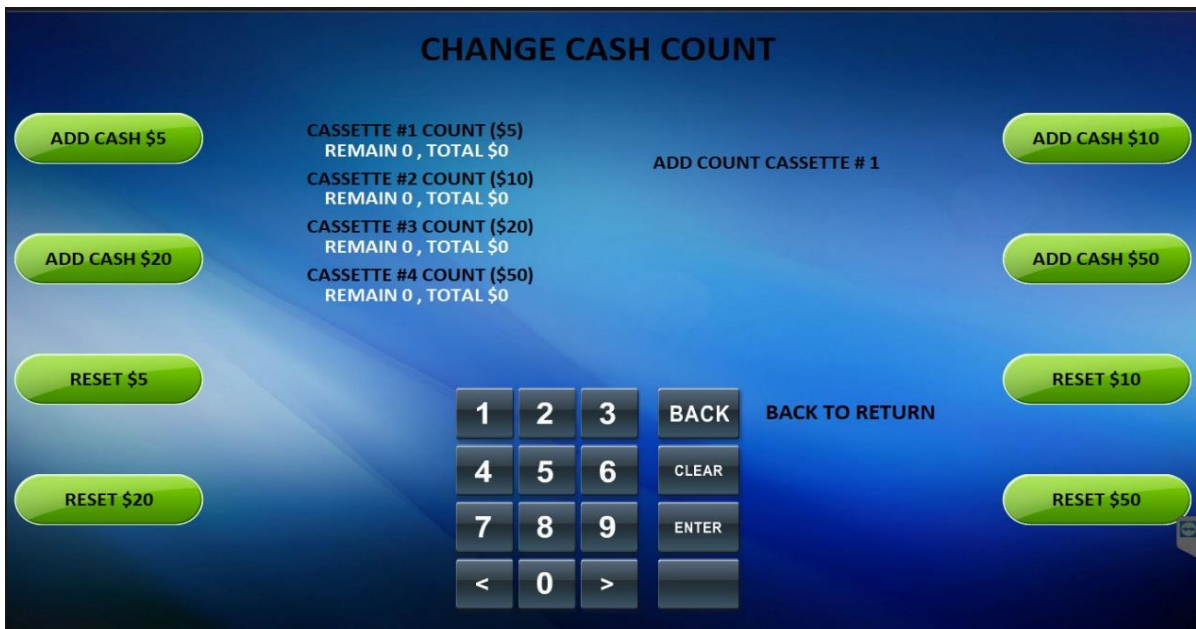 CHANGE CASH COUNT
ADD CASH $5
CASSETTE #1 COUNT ($5)
REMAIN 0 , TOTAL $0
CASSETTE #2 COUNT ($10)
REMAIN 0 , TOTAL $0
CASSETTE #3 COUNT ($20)
REMAIN 0 , TOTAL $0
CASSETTE #4 COUNT ($50)
REMAIN 0 , TOTAL $0
ADD COUNT CASSETTE # 1
ADD CASH $10
ADD CASH $20
ADD CASH $50
RESET $5
RESET $10
RESET $20
RESET $50
1 2 3 BACK BACK TO RETURN
4 5 6 CLEAR
7 8 9 ENTER
< 0 >